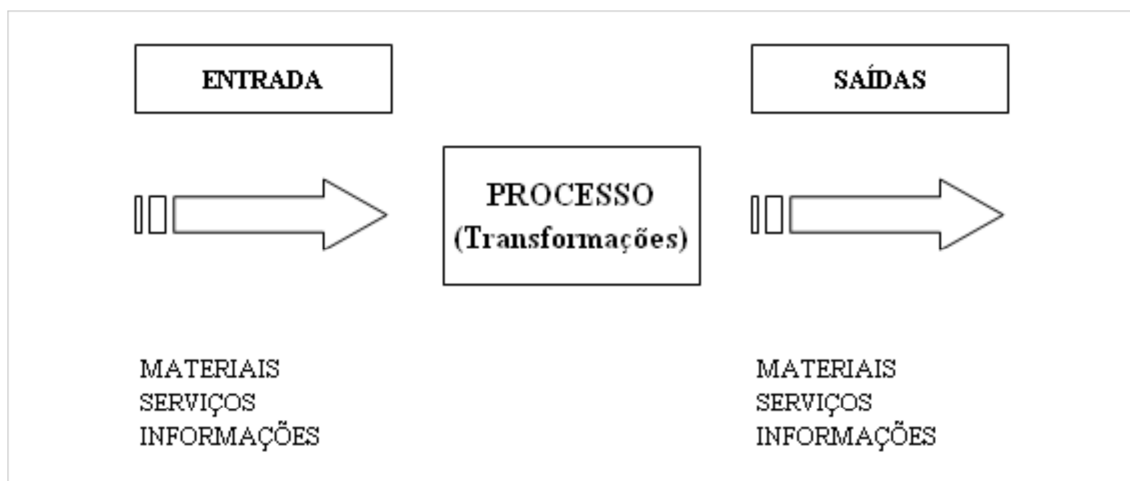 ENTRADA
SAÍDAS
PROCESSO
(Transformações)
MATERIAIS
SERVIÇOS
INFORMAÇÕES
MATERIAIS
SERVIÇOS
INFORMAÇÕES